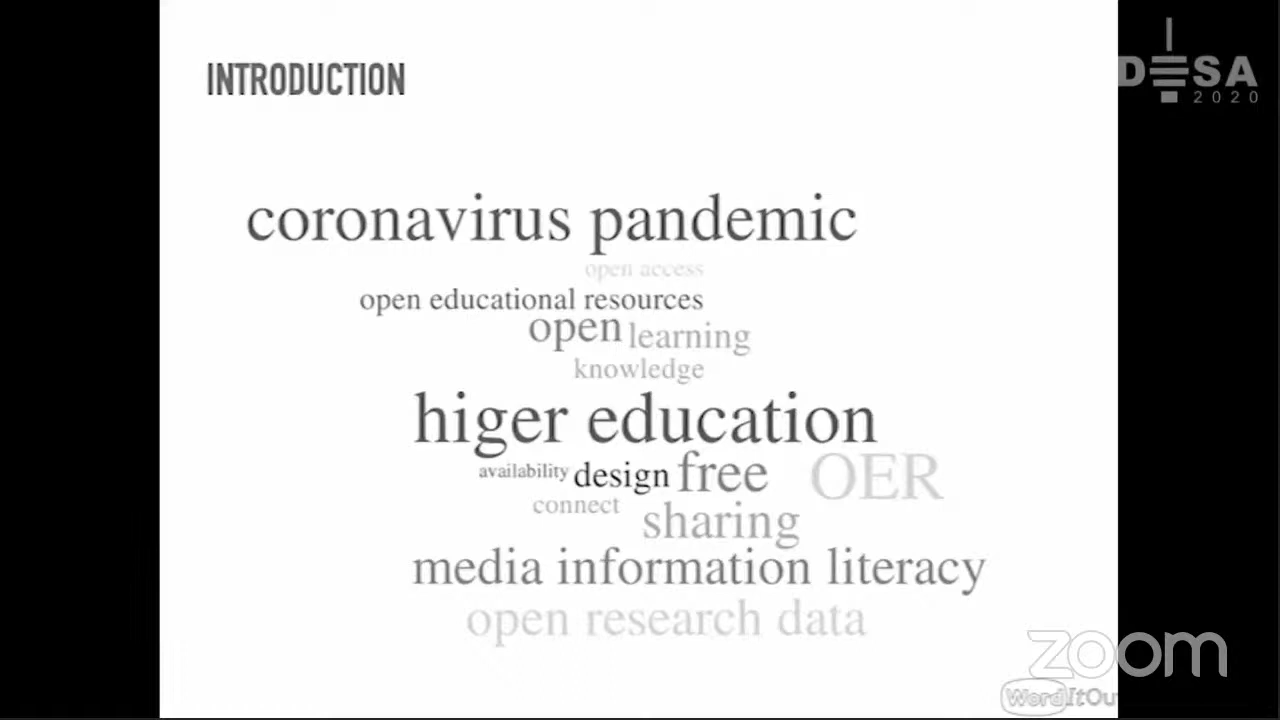 INTRODUCTION
DESA
2020
coronavirus pandemic
open access
open educational resources
open learning
knowledge
higer education
availability design free OER
connect sharing
media information literacy
open research data
zoom
WordItOu